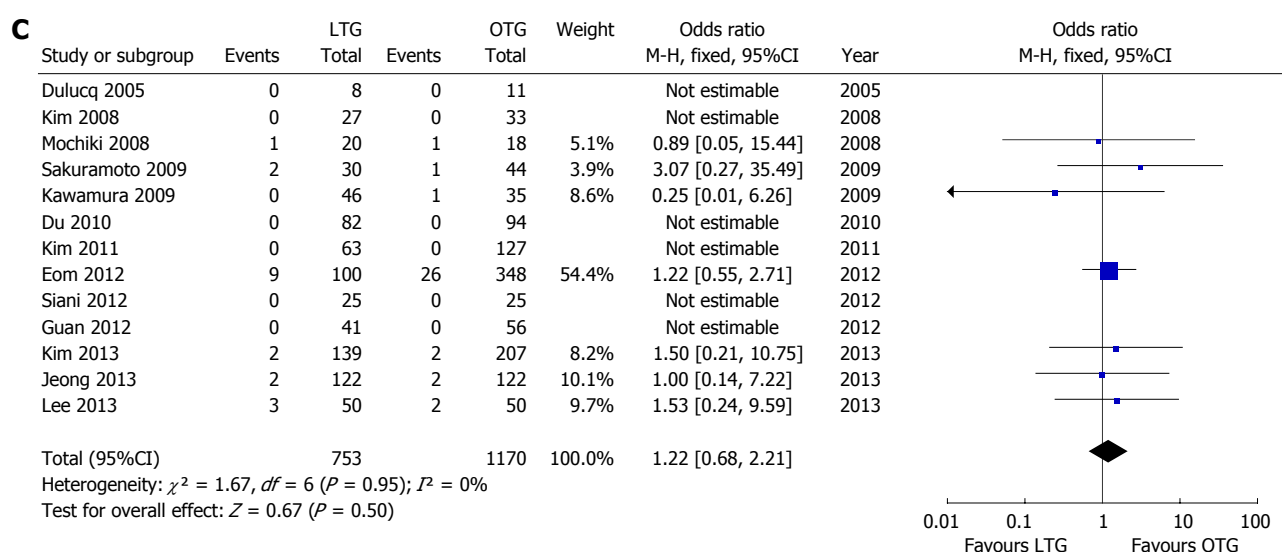 C
LTG OTG Weight Odds ratio Odds ratio
Study or subgroup Events Total Events Total M-H, fixed, 95%CI Year M-H, fixed, 95%CI
Dulucq 2005 0 8 0 11 Not estimable 2005
Kim 2008 0 27 0 33 Not estimable 2008
Mochiki 2008 1 20 1 18 5.1% 0.89 [0.05, 15.44] 2008
Sakuramoto 2009 2 30 1 44 3.9% 3.07 [0.27, 35.49] 2009
Kawamura 2009 0 46 1 35 8.6% 0.25 [0.01, 6.26] 2009
Du 2010 0 82 0 94 Not estimable 2010
Kim 2011 0 63 0 127 Not estimable 2011
Eom 2012 9 100 26 348 54.4% 1.22 [0.55, 2.71] 2012
Siani 2012 0 25 0 25 Not estimable 2012
Guan 2012 0 41 0 56 Not estimable 2012
Kim 2013 2 139 2 207 8.2% 1.50 [0.21, 10.75] 2013
Jeong 2013 2 122 2 122 10.1% 1.00 [0.14, 7.22] 2013
Lee 2013 3 50 2 50 9.7% 1.53 [0.24, 9.59] 2013
Total (95%CI) 753 1170 100.0% 1.22 [0.68, 2.21]
Heterogeneity: χ² = 1.67, df = 6 (P = 0.95); I² = 0%
Test for overall effect: Z = 0.67 (P = 0.50)
0.01 0.1 1 10 100
Favours LTG Favours OTG